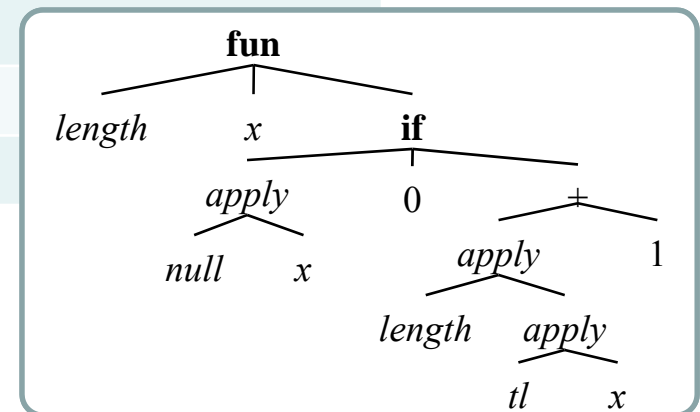 fun
length x if
apply 0 +
null x apply 1
length apply
tl x